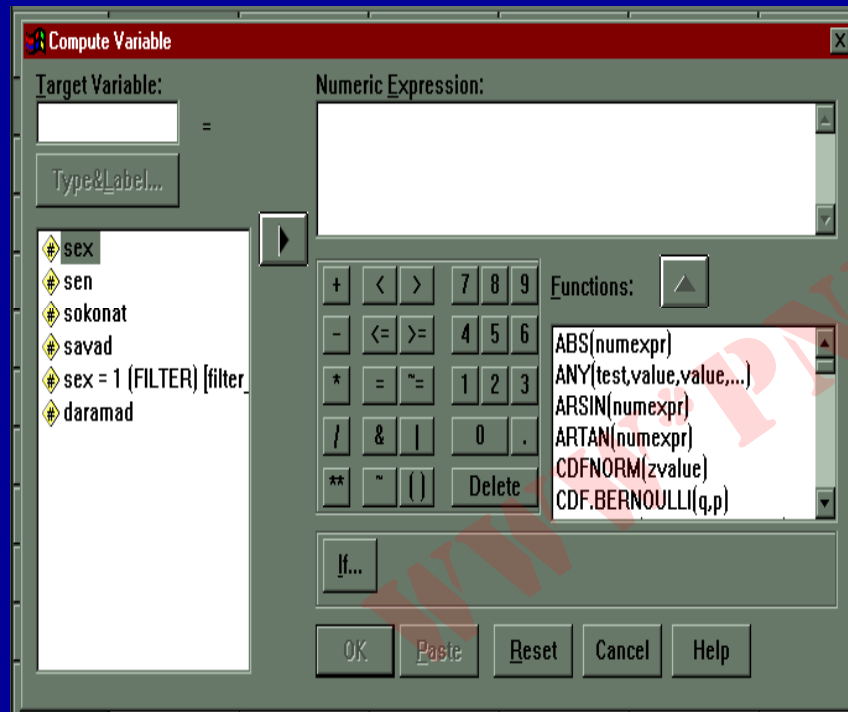 Compute Variable
X
Target Variable:
=
Type&Label...
Numeric Expression:
# sex
# sen
# sokonat
# savad
# sex = 1 (FILTER) [filter_
# daramad
+ < > 7 8 9
- <= >= 4 5 6
* = ~= 1 2 3
/ & | 0 .
** ~ () Delete
Functions:
ABS(numexpr)
ANY(test,value,value,...)
ARSIN(numexpr)
ARTAN(numexpr)
CDFNORM(zvalue)
CDF.BERNOULLI(q,p)
If...
OK Paste Reset Cancel Help
WWW*PN